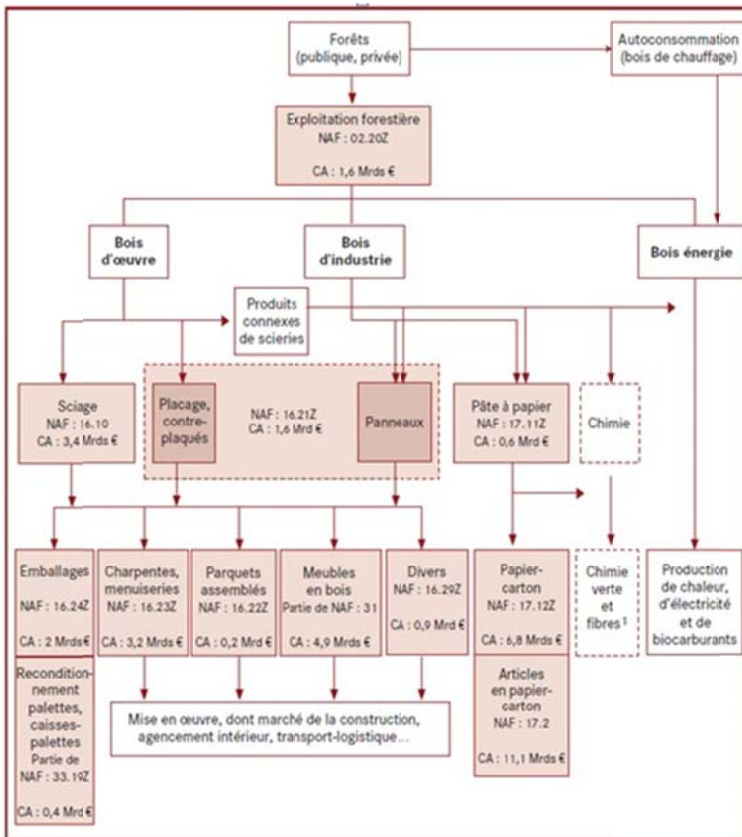 Forêts
(publique, privée)
Autoconsommation
(bois de chauffage)
Exploitation forestière
NAF : 02.20Z
CA : 1,6 Mrds €
Bois
d'œuvre
Bois
d'industrie
Bois énergie
Produits
connexes
de scieries
Sciage
NAF : 16.10
CA : 3,4 Mrds €
Placage,
contre-
plaqués
NAF : 16.21Z
CA : 1,6 Mrd €
Panneaux
Pâte à papier
NAF : 17.11Z
CA : 0,6 Mrd €
Chimie
Emballages
NAF : 16.24Z
CA : 2 Mrds€
Charpentes,
menuiseries
NAF : 16.23Z
CA : 3,2 Mrds €
Parquets
assemblés
NAF : 16.22Z
CA : 0,2 Mrd €
Meubles
en bois
Partie de NAF : 31
CA : 4,9 Mrds €
Divers
NAF : 16.29Z
CA : 0,9 Mrd €
Papier-
carton
NAF : 17.12Z
CA : 6,8 Mrds €
Chimie
verte
et
fibres¹
Production
de chaleur,
d'électricité
et de
biocarburants
Recondition-
nement
palettes,
caisses-
palettes
Partie de
NAF : 33.19Z
CA : 0,4 Mrd €
Mise en œuvre, dont marché de la construction,
agencement intérieur, transport-logistique...
Articles
en papier-
carton
NAF : 17.2
CA : 11,1 Mrds €